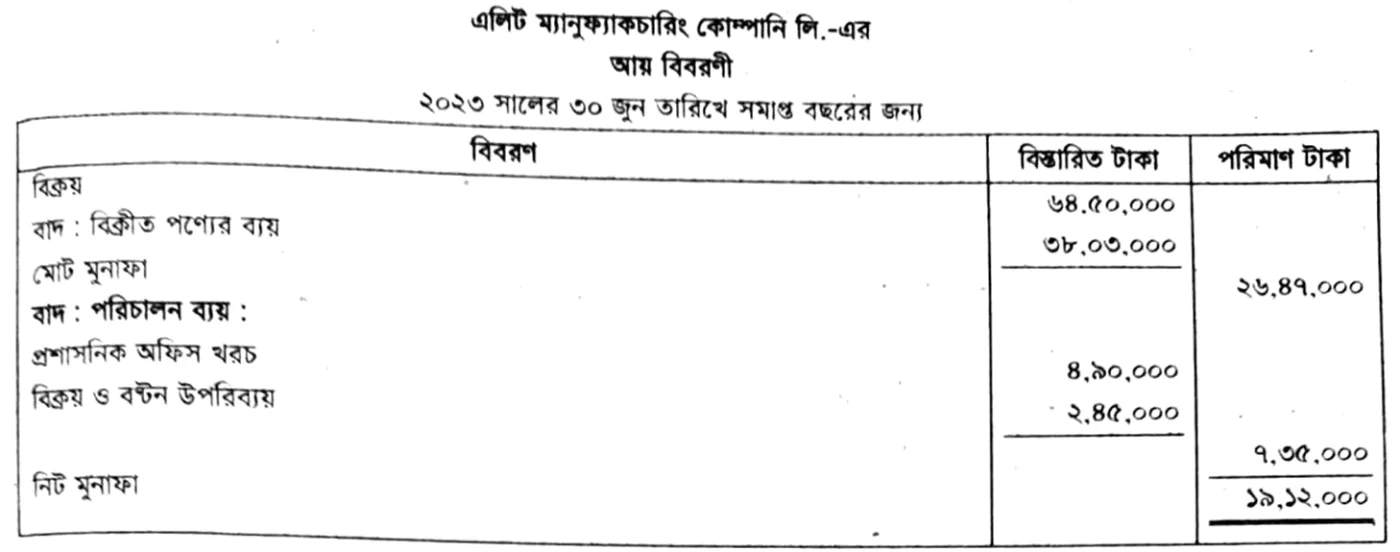 এলিট ম্যানুফ্যাকচারিং কোম্পানি লি.-এর
আয় বিবরণী
২০২৩ সালের ৩০ জুন তারিখে সমাপ্ত বছরের জন্য
বিবরণ বিস্তারিত টাকা পরিমাণ টাকা
বিক্রয় ৬৪.৫০,০০০
বাদ : বিক্রীত পণ্যের ব্যয় ৩৮,০৩,০০০
মোট মুনাফা ২৬,৪৭,০০০
বাদ : পরিচালন ব্যয় :
প্রশাসনিক অফিস খরচ ৪,৯০,০০০
বিক্রয় ও বণ্টন উপরিব্যয় ২,৪৫,০০০
৭,৩৫,০০০
নিট মুনাফা ১৯,১২,০০০